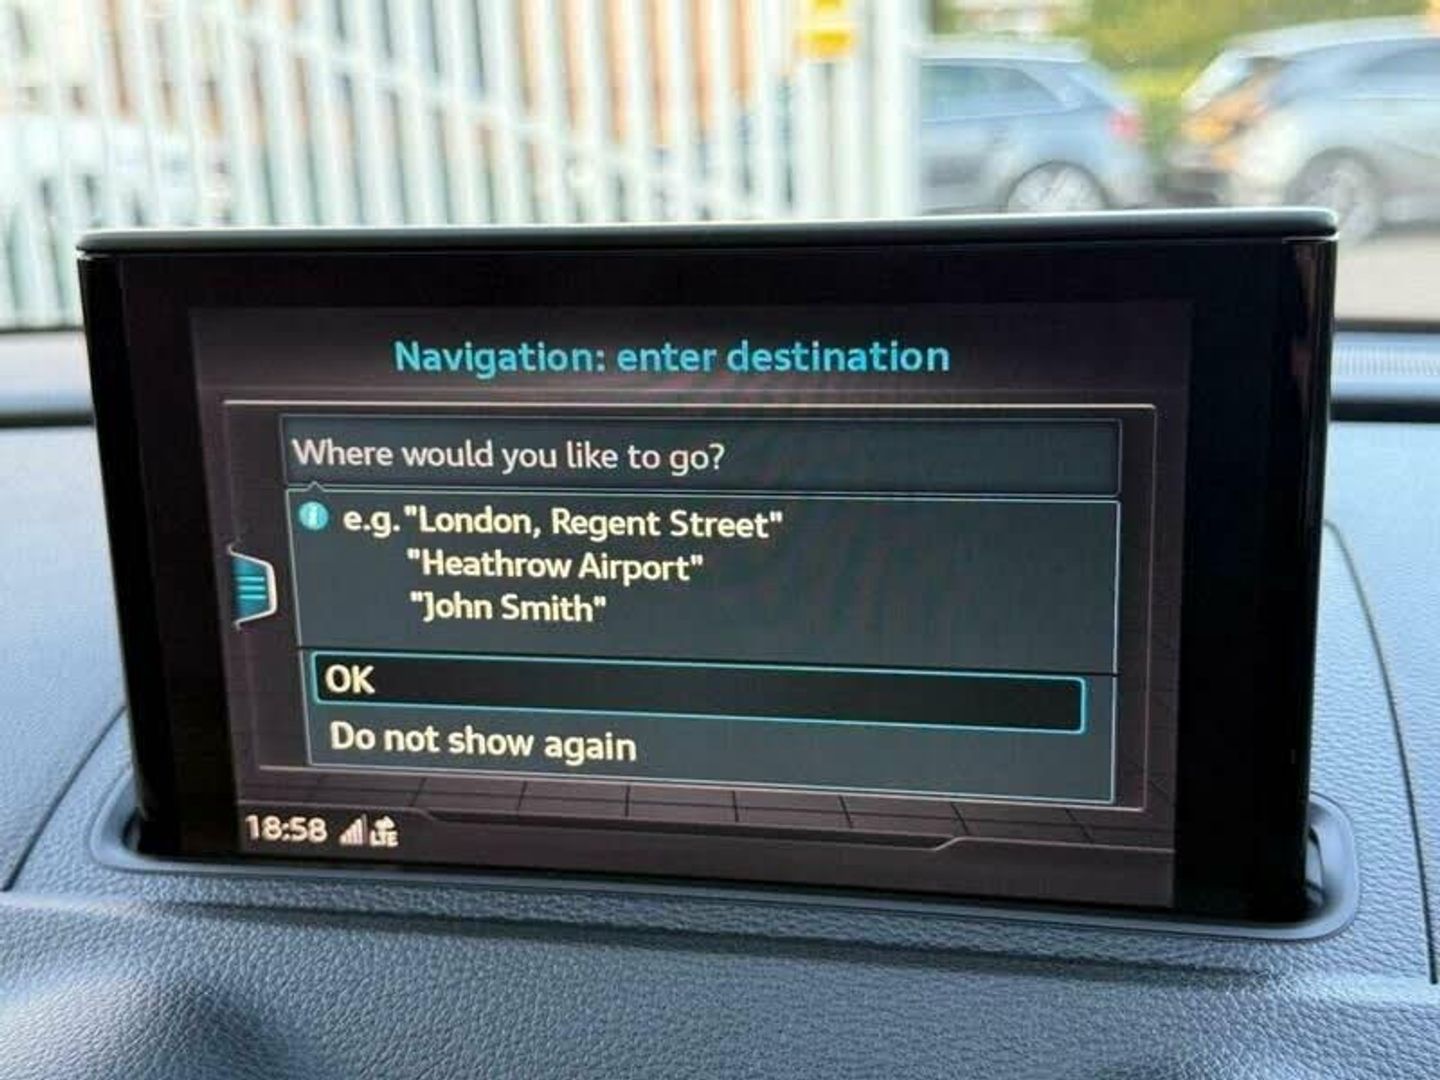 Navigation: enter destination
Where would you like to go?
e.g."London, Regent Street"
"Heathrow Airport"
"John Smith"
OK
Do not show again
18:58 LTE